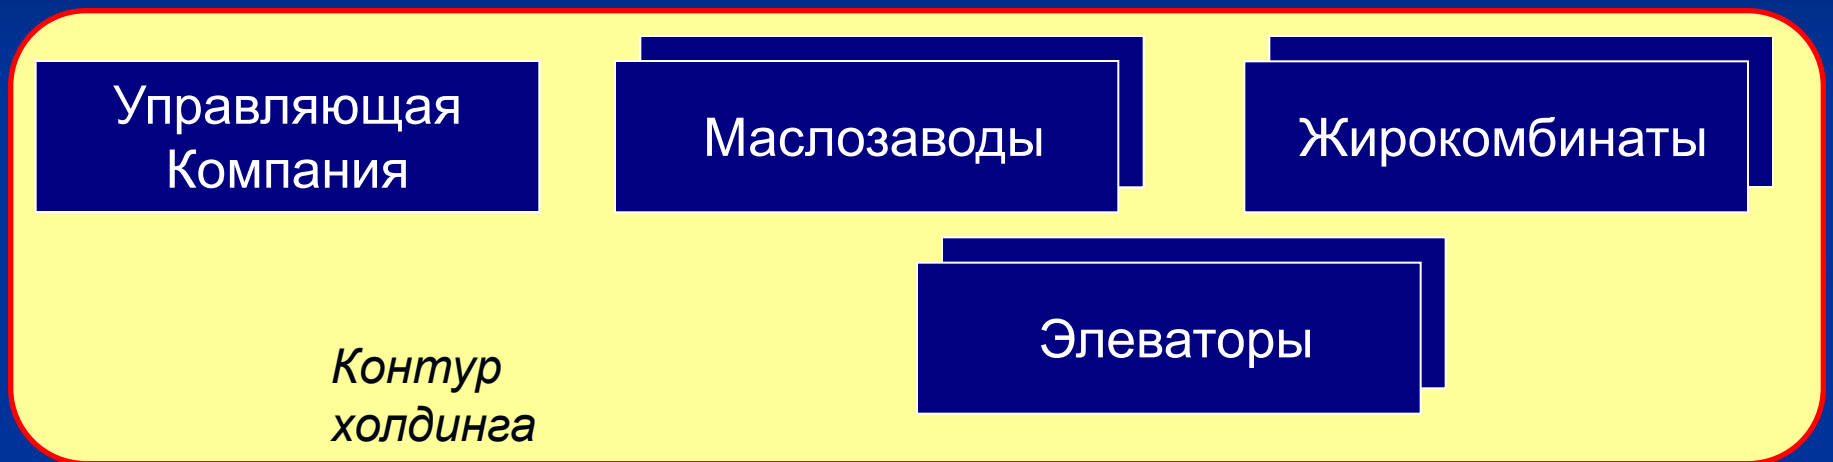 Управляющая
Компания
Маслозаводы
Жирокомбинаты
Элеваторы
Контур
холдинга